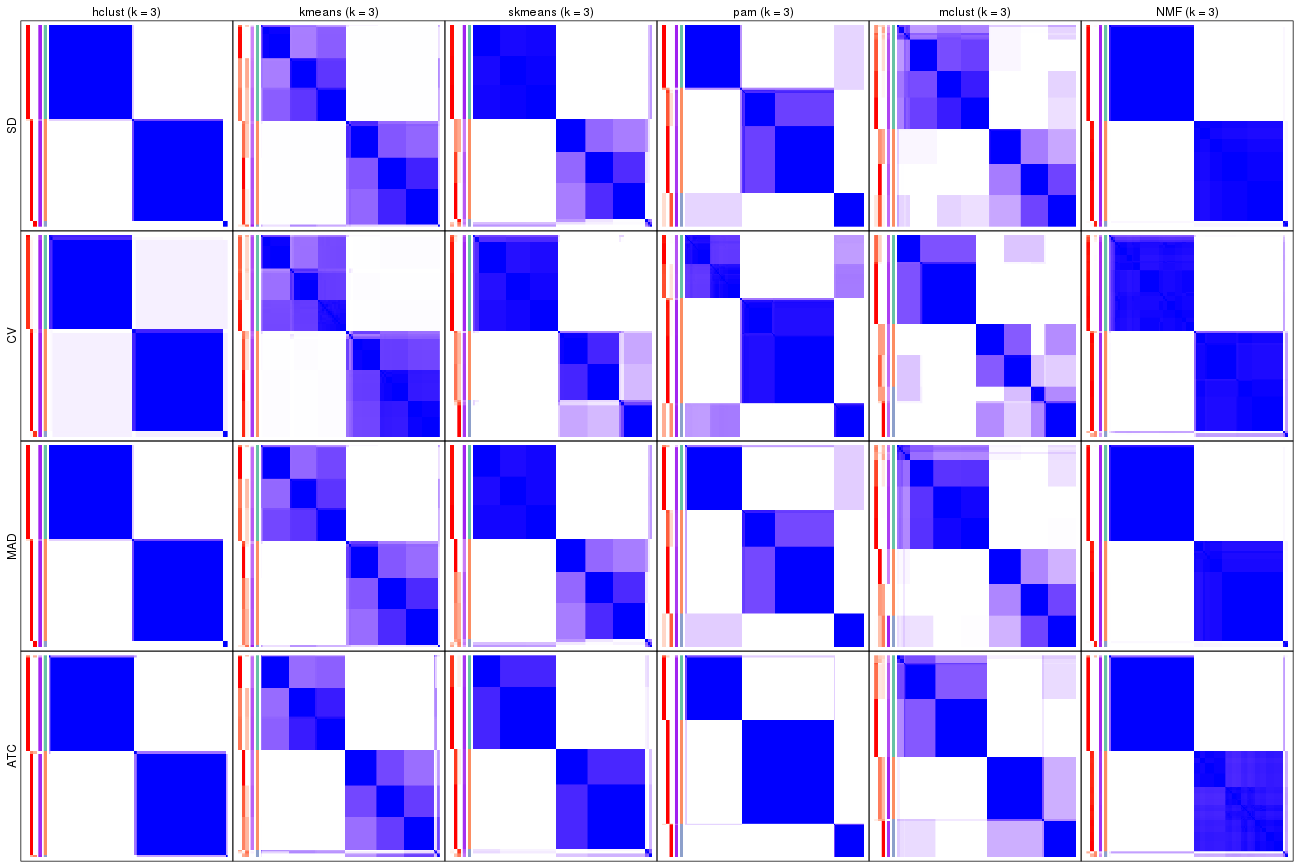 hclust (k = 3)
kmeans (k = 3)
skmeans (k = 3)
pam (k = 3)
mclust (k = 3)
NMF (k = 3)
SD
CV
MAD
ATC